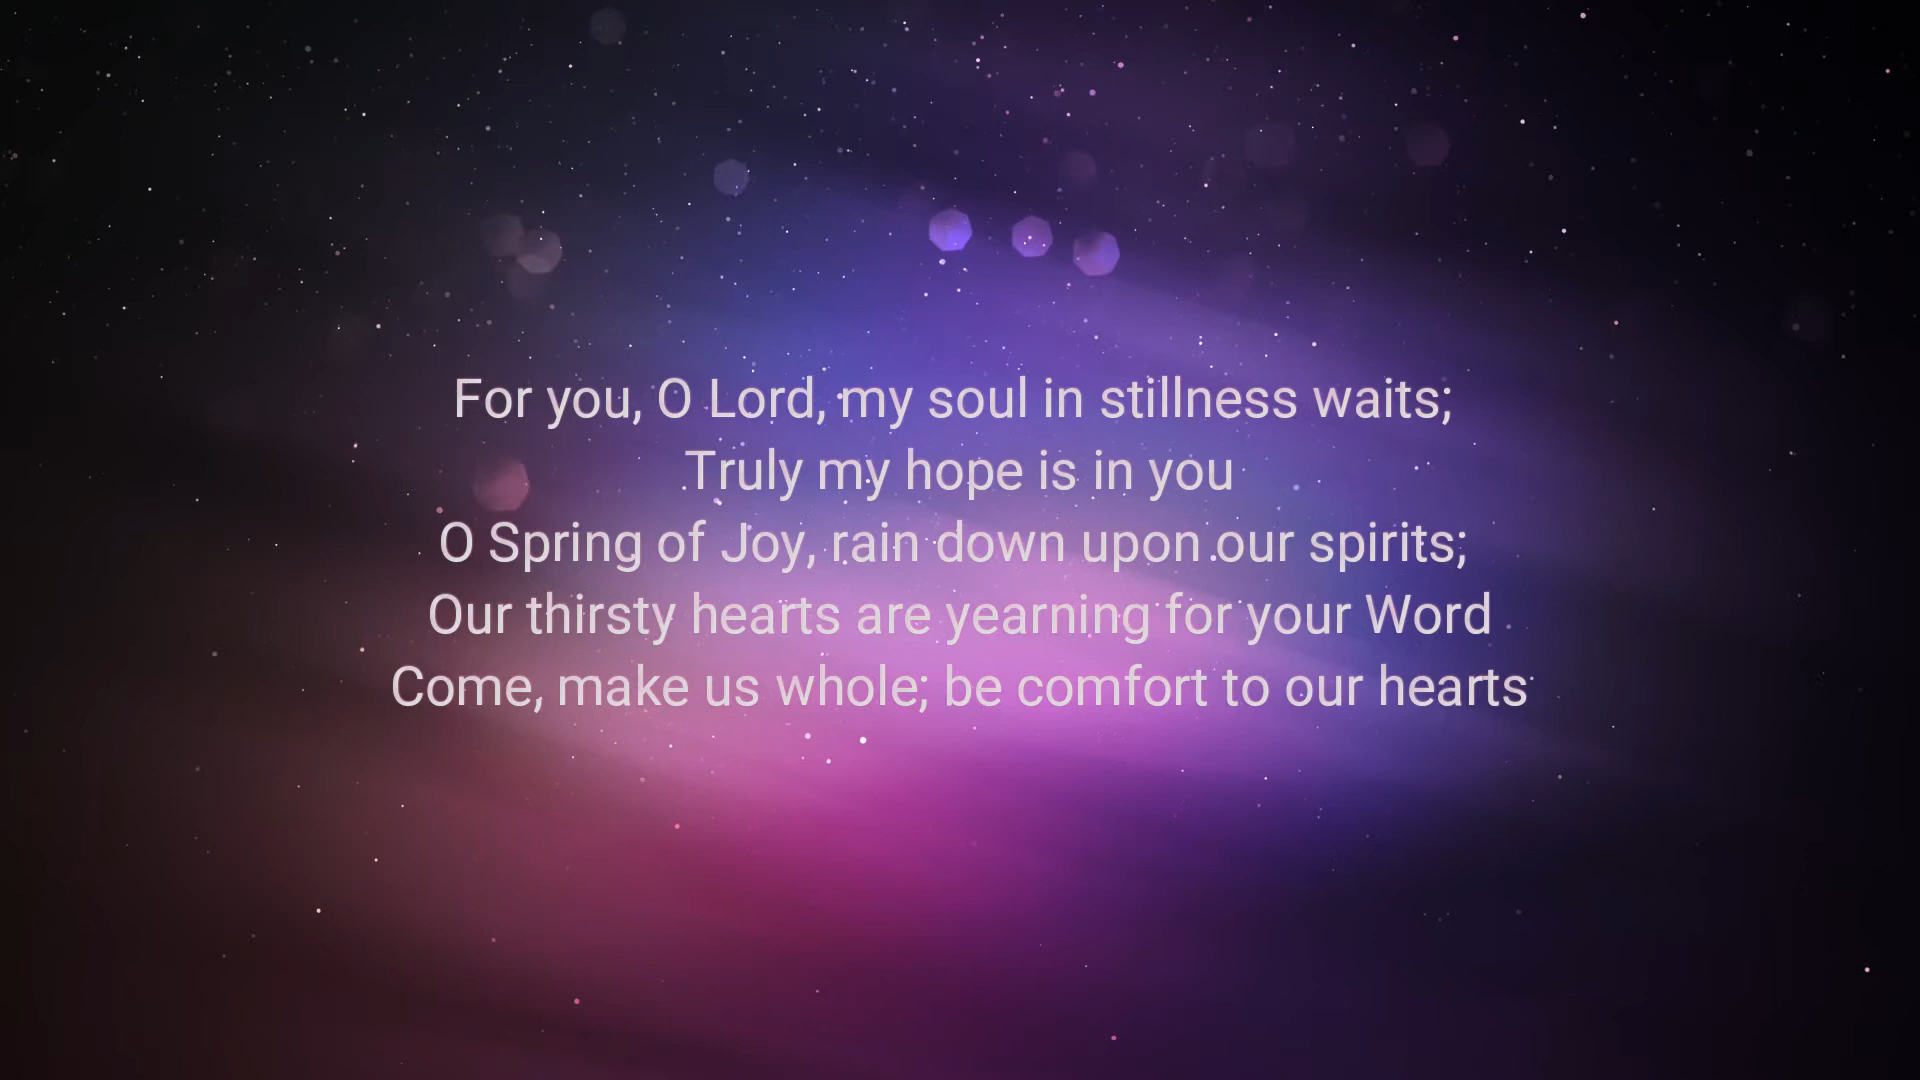 For you, O Lord, my soul in stillness waits;
Truly my hope is in you
O Spring of Joy, rain down upon our spirits;
Our thirsty hearts are yearning for your Word
Come, make us whole; be comfort to our hearts